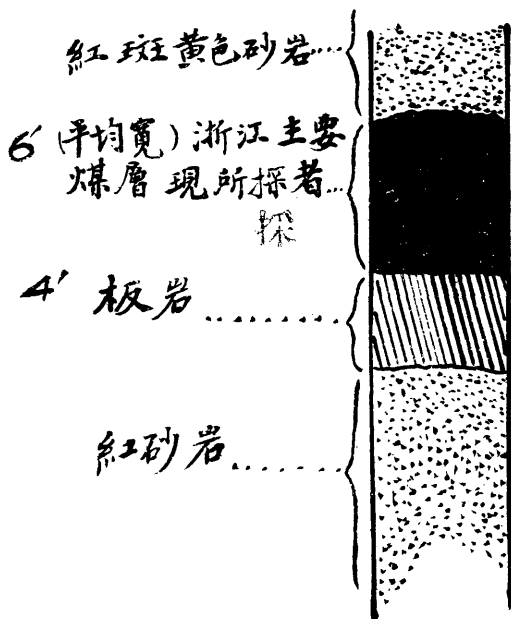 紅斑黄色砂岩
6' (平均寬) 浙江主要
煤層現所採者
採
4' 板岩
紅砂岩